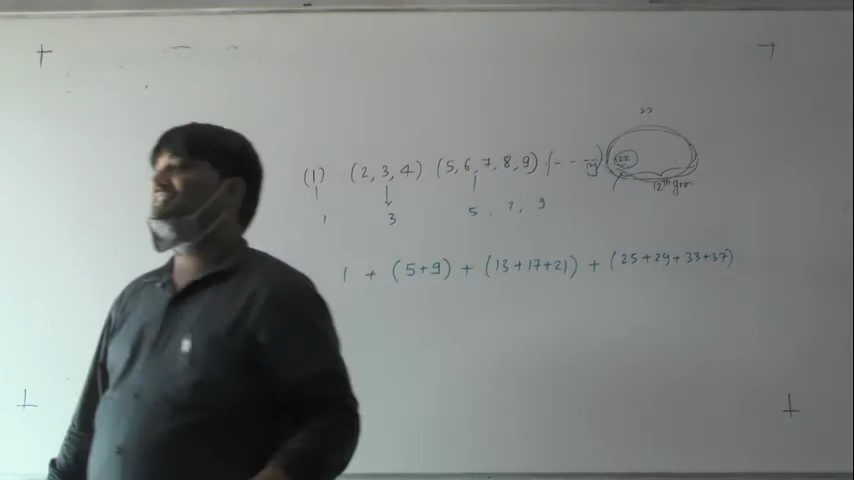 23
(1) (2, 3, 4) (5, 6, 7, 8, 9) (- -
12th
1 3 5, 7, 9
1 + (5+9) + (13+17+21) + (25+29+33+37)